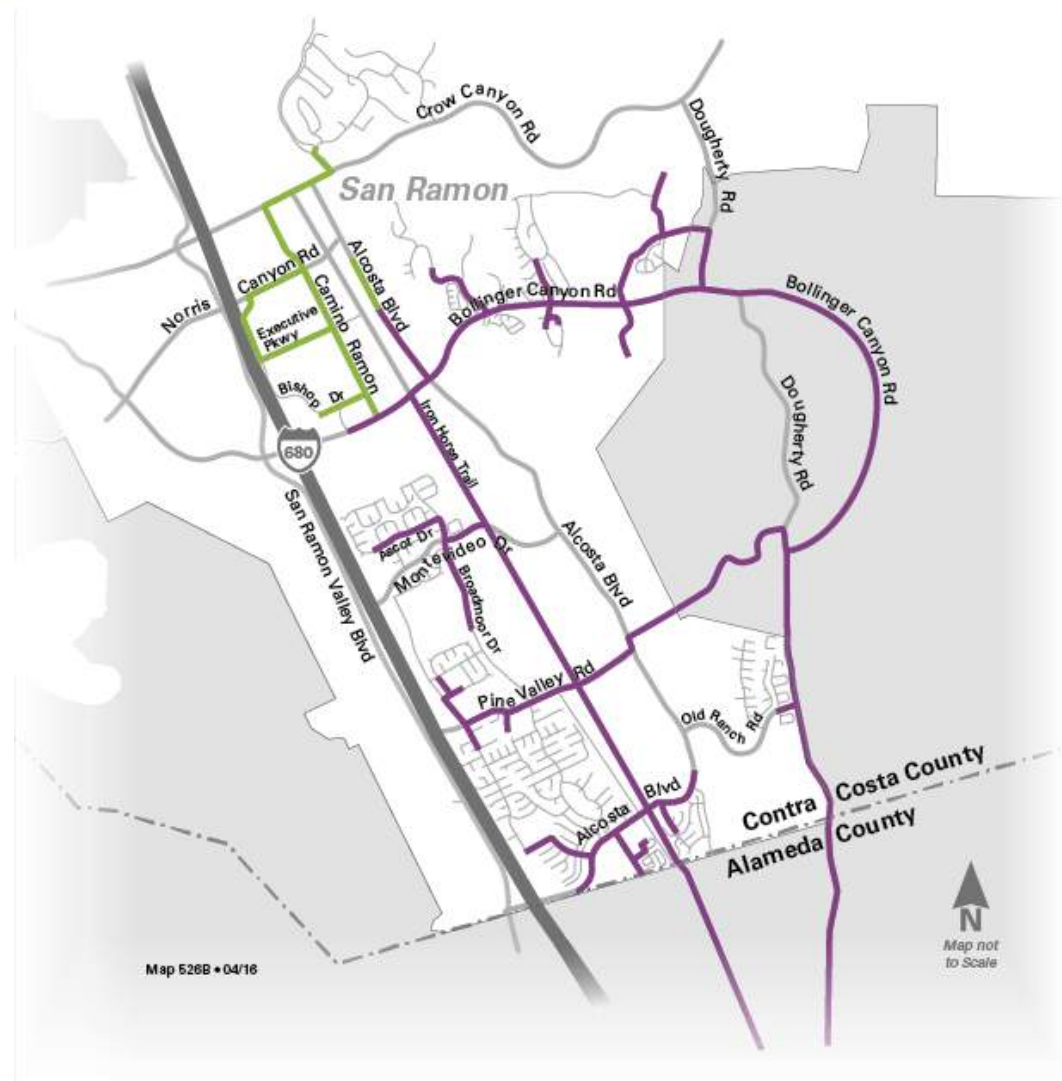 Crow Canyon Rd
Dougherty Rd
San Ramon
Norris
Canyon Rd
Alcosta Blvd
Bollinger Canyon Rd
Bollinger Canyon Rd
Executive
Pkwy
Camino Ramon
Bishop Dr
Iron Horse Trail
Dougherty Rd
680
San Ramon Valley Blvd
Ascot Dr
Montevideo Dr
Alcosta Blvd
Broadmoor Dr
Pine Valley Rd
Old Ranch Rd
Alcosta Blvd
Contra Costa County
Alameda County
N
Map not
to Scale
Map 526B • 04/16